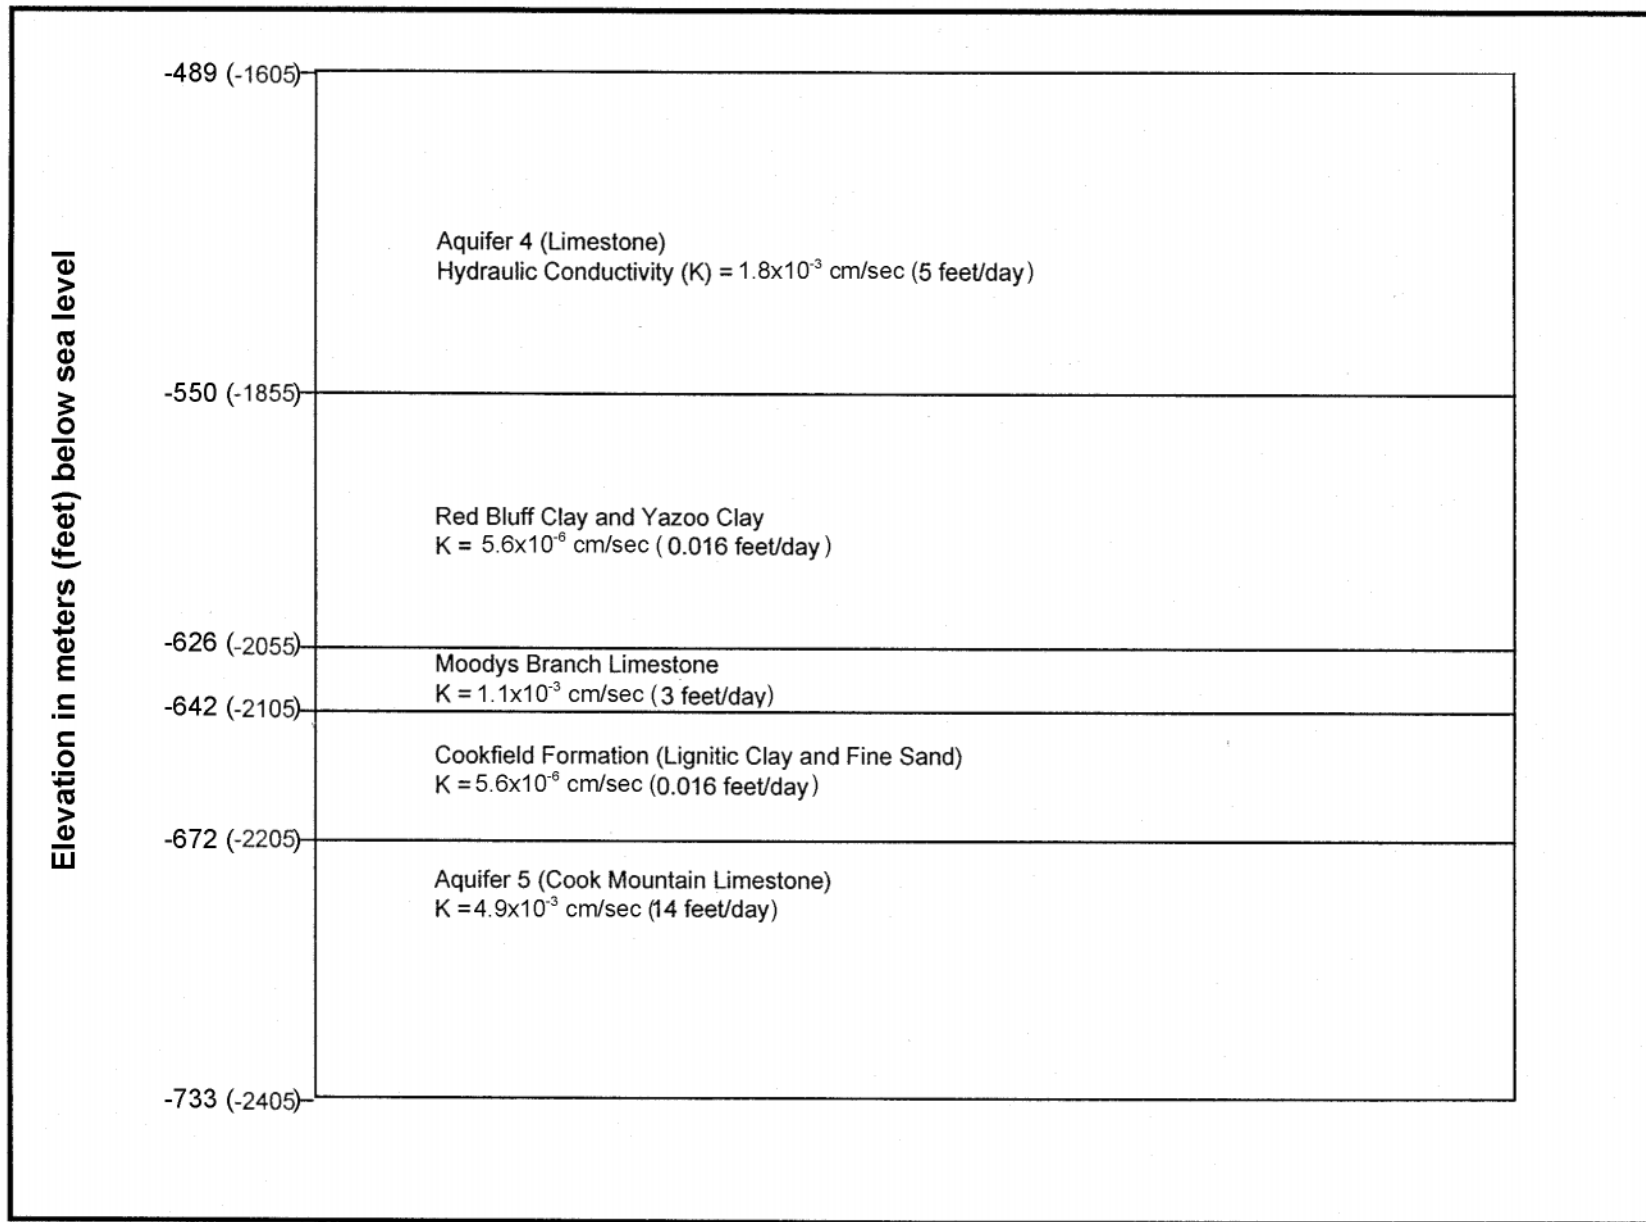 Elevation in meters (feet) below sea level
-489 (-1605)
Aquifer 4 (Limestone)
Hydraulic Conductivity (K) = 1.8x10⁻³ cm/sec (5 feet/day)
-550 (-1855)
Red Bluff Clay and Yazoo Clay
K = 5.6x10⁻⁶ cm/sec (0.016 feet/day)
-626 (-2055)
Moodys Branch Limestone
K = 1.1x10⁻³ cm/sec (3 feet/day)
-642 (-2105)
Cookfield Formation (Lignitic Clay and Fine Sand)
K = 5.6x10⁻⁶ cm/sec (0.016 feet/day)
-672 (-2205)
Aquifer 5 (Cook Mountain Limestone)
K = 4.9x10⁻³ cm/sec (14 feet/day)
-733 (-2405)